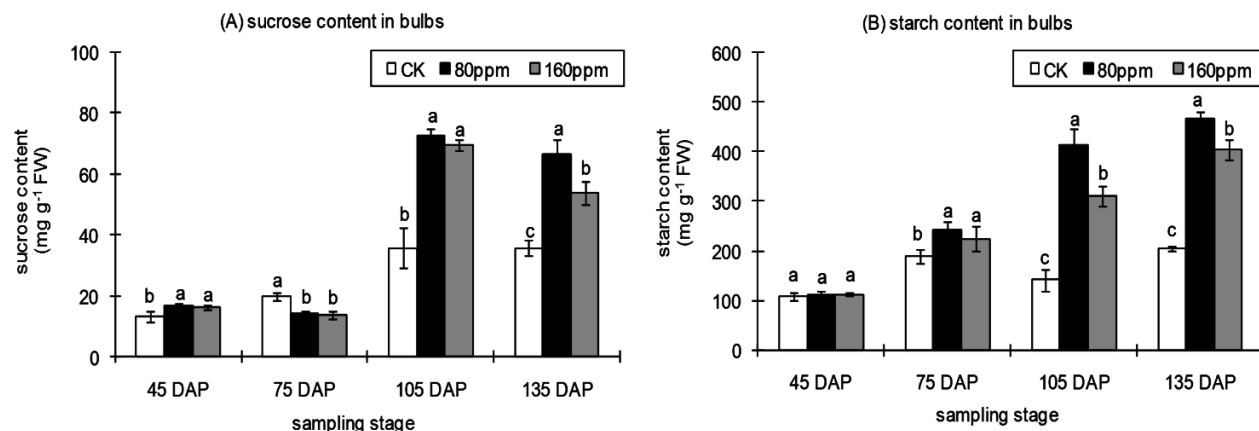 (A) sucrose content in bulbs
100
80
60
40
20
0
sucrose content
(mg g⁻¹ FW)
CK 80ppm 160ppm
b a a
a b b
b a a
c a b
45 DAP 75 DAP 105 DAP 135 DAP
sampling stage
(B) starch content in bulbs
600
500
400
300
200
100
0
starch content
(mg g⁻¹ FW)
CK 80ppm 160ppm
a a a
b a a
c a b
c a b
45 DAP 75 DAP 105 DAP 135 DAP
sampling stage